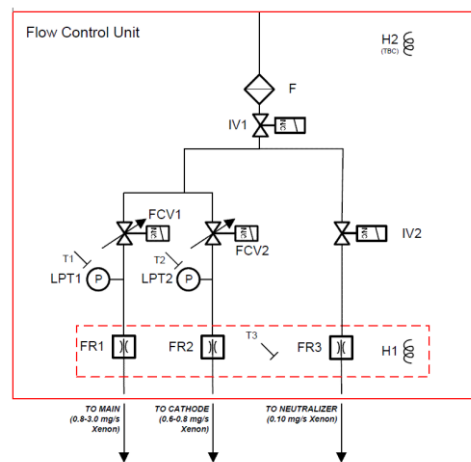 Flow Control Unit
H2
(TBC)
F
IV1
N/C
FCV1
N/C
FCV2
N/C
IV2
N/C
T1
LPT1
P
T2
LPT2
P
FR1
FR2
T3
FR3
H1
TO MAIN
(0.8-3.0 mg/s
Xenon)
TO CATHODE
(0.6-0.8 mg/s
Xenon)
TO NEUTRALIZER
(0.10 mg/s Xenon)